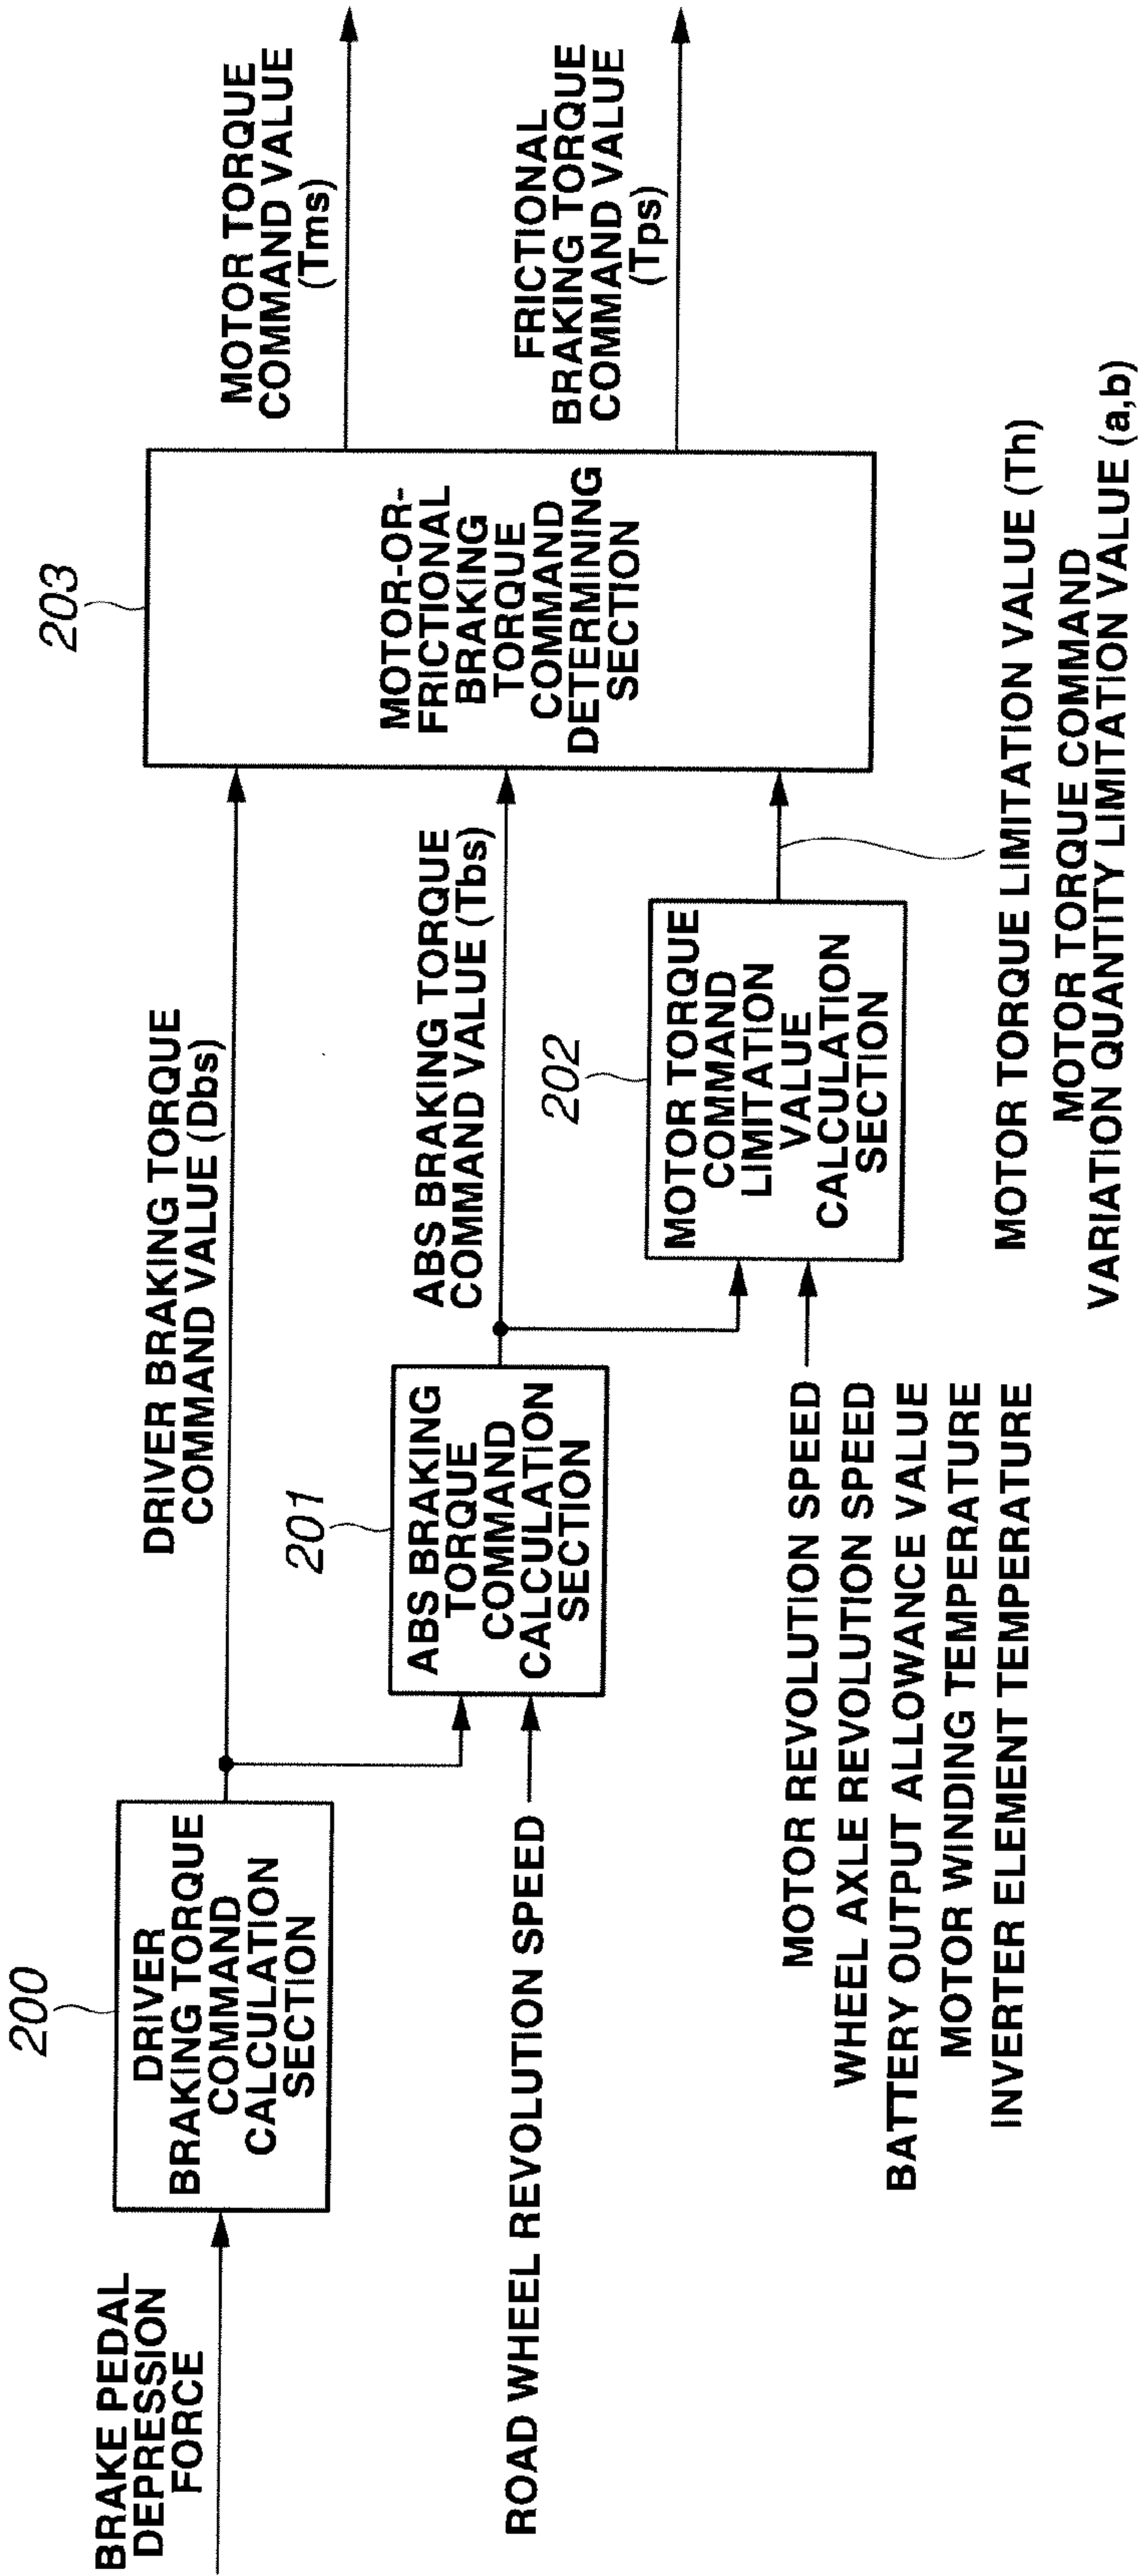 BRAKE PEDAL
DEPRESSION
FORCE
200
DRIVER
BRAKING TORQUE
COMMAND
CALCULATION
SECTION
DRIVER BRAKING TORQUE
COMMAND VALUE (Dbs)
ROAD WHEEL REVOLUTION SPEED
201
ABS BRAKING
TORQUE
COMMAND
CALCULATION
SECTION
ABS BRAKING TORQUE
COMMAND VALUE (Tbs)
MOTOR REVOLUTION SPEED
WHEEL AXLE REVOLUTION SPEED
BATTERY OUTPUT ALLOWANCE VALUE
MOTOR WINDING TEMPERATURE
INVERTER ELEMENT TEMPERATURE
202
MOTOR TORQUE
COMMAND
LIMITATION
VALUE
CALCULATION
SECTION
MOTOR TORQUE LIMITATION VALUE (Th)
MOTOR TORQUE COMMAND
VARIATION QUANTITY LIMITATION VALUE (a,b)
203
MOTOR-OR-
FRICTIONAL
BRAKING
TORQUE
COMMAND
DETERMINING
SECTION
MOTOR TORQUE
COMMAND VALUE
(Tms)
FRICTIONAL
BRAKING TORQUE
COMMAND VALUE
(Tps)